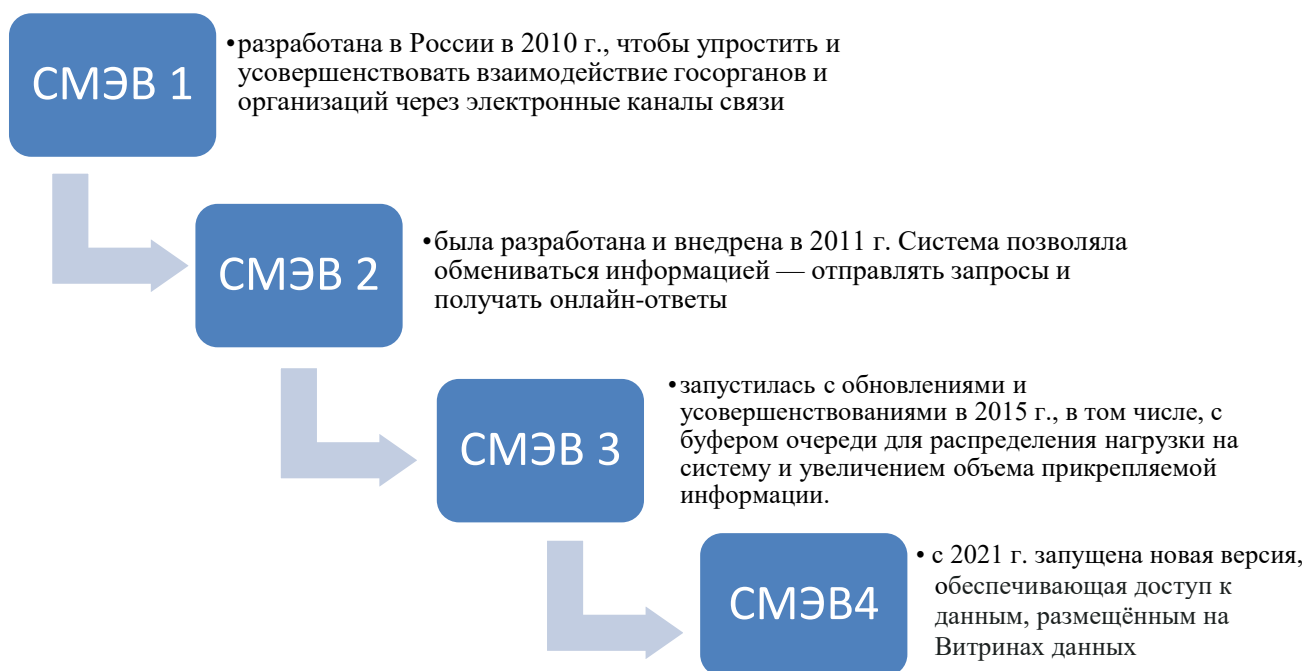 СМЭВ 1
•разработана в России в 2010 г., чтобы упростить и
усовершенствовать взаимодействие госорганов и
организаций через электронные каналы связи
СМЭВ 2
•была разработана и внедрена в 2011 г. Система позволяла
обмениваться информацией — отправлять запросы и
получать онлайн-ответы
СМЭВ 3
•запустилась с обновлениями и
усовершенствованиями в 2015 г., в том числе, с
буфером очереди для распределения нагрузки на
систему и увеличением объема прикрепляемой
информации.
СМЭВ4
• с 2021 г. запущена новая версия,
обеспечивающая доступ к
данным, размещённым на
Витринах данных